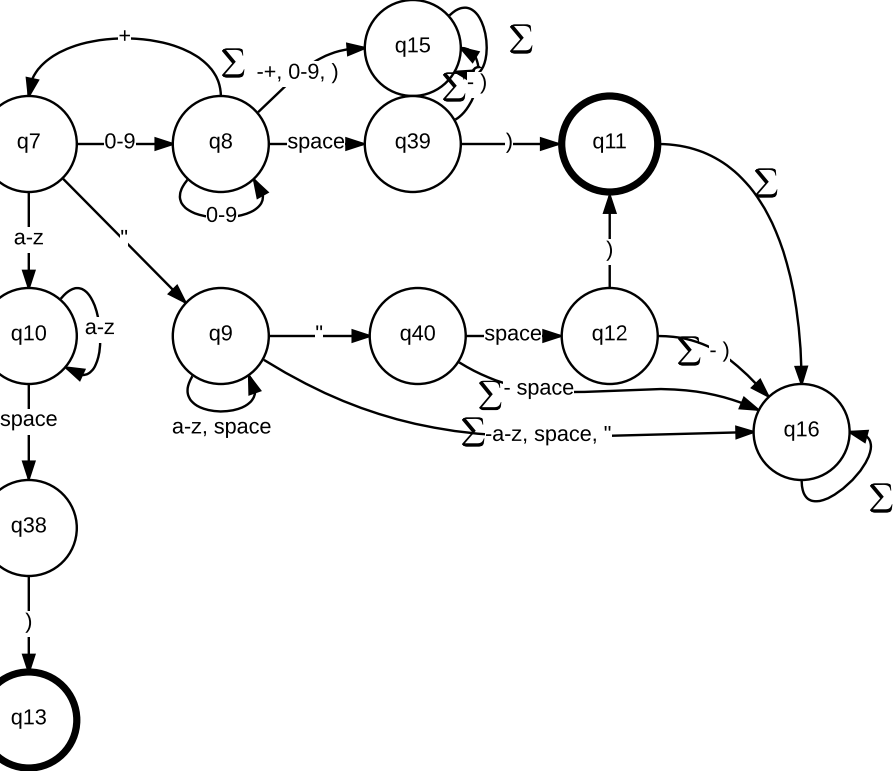 +
q15
Σ
Σ -+, 0-9, )
Σ- )
q7
0-9
q8
space
q39
)
q11
Σ
0-9
a-z
"
)
q10
a-z
q9
"
q40
space
q12
Σ - )
Σ- space
a-z, space
Σ-a-z, space, "
q16
space
Σ
q38
)
q13